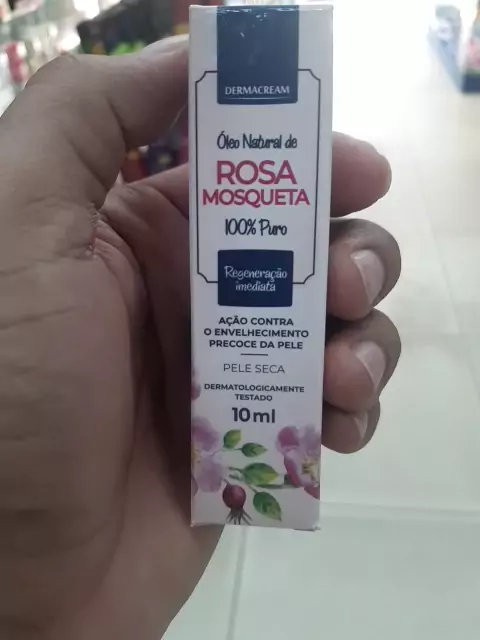 DERMACREAM
Óleo Natural de
ROSA
MOSQUETA
100% Puro
Regeneração
imediata
AÇÃO CONTRA
O ENVELHECIMENTO
PRECOCE DA PELE
PELE SECA
DERMATOLOGICAMENTE
TESTADO
10ml